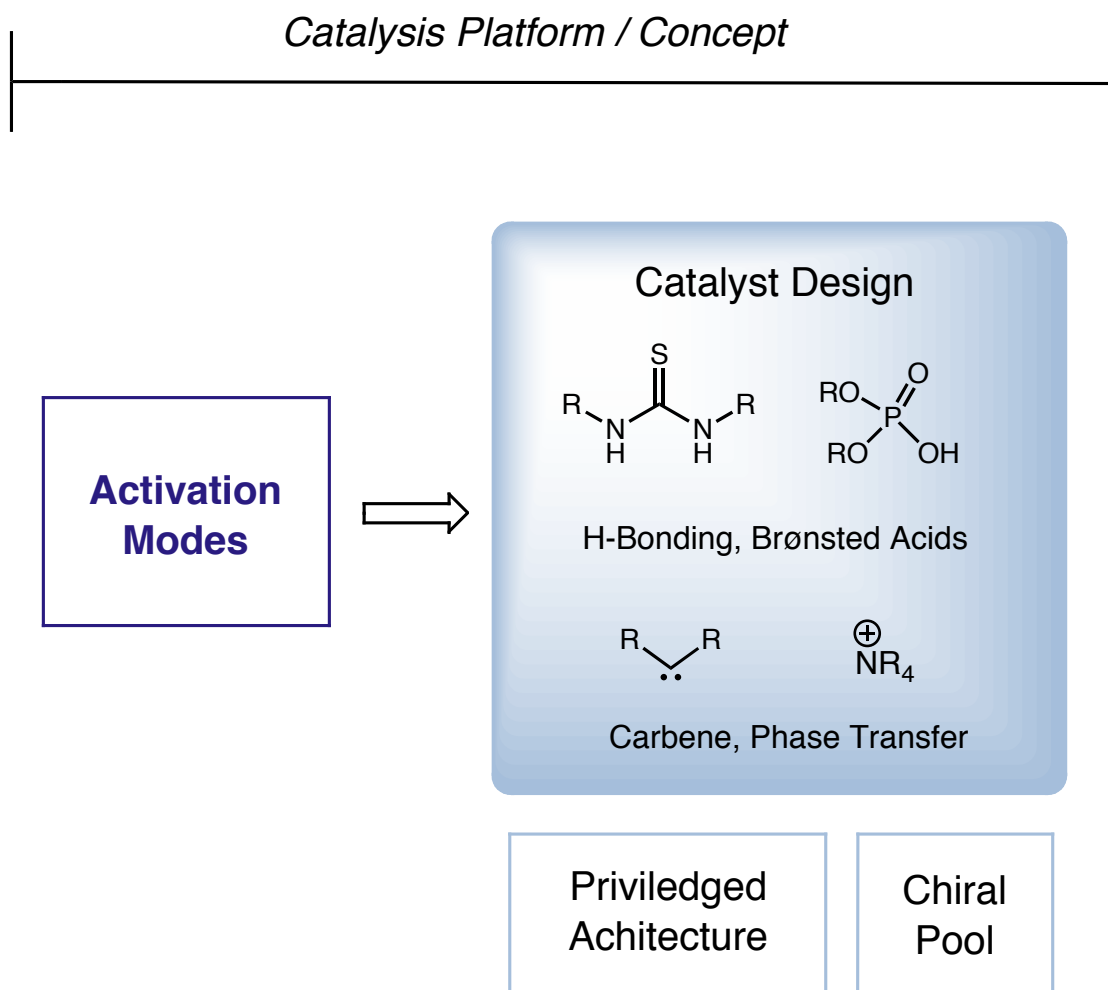 Catalysis Platform / Concept
Catalyst Design
S
R R
N N
H H
O
RO
P
RO OH
Activation
Modes
H-Bonding, Brønsted Acids
R R
⊕
NR4
Carbene, Phase Transfer
Priviledged
Achitecture
Chiral
Pool